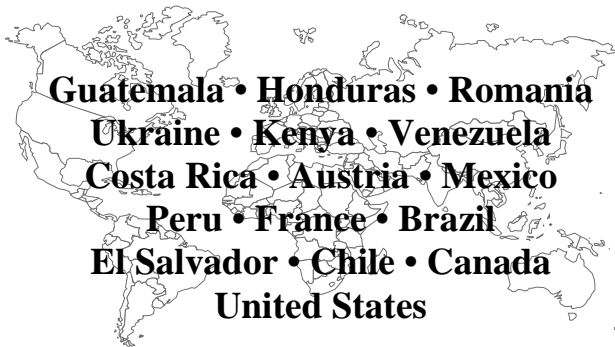 Guatemala • Honduras • Romania
Ukraine • Kenya • Venezuela
Costa Rica • Austria • Mexico
Peru • France • Brazil
El Salvador • Chile • Canada
United States